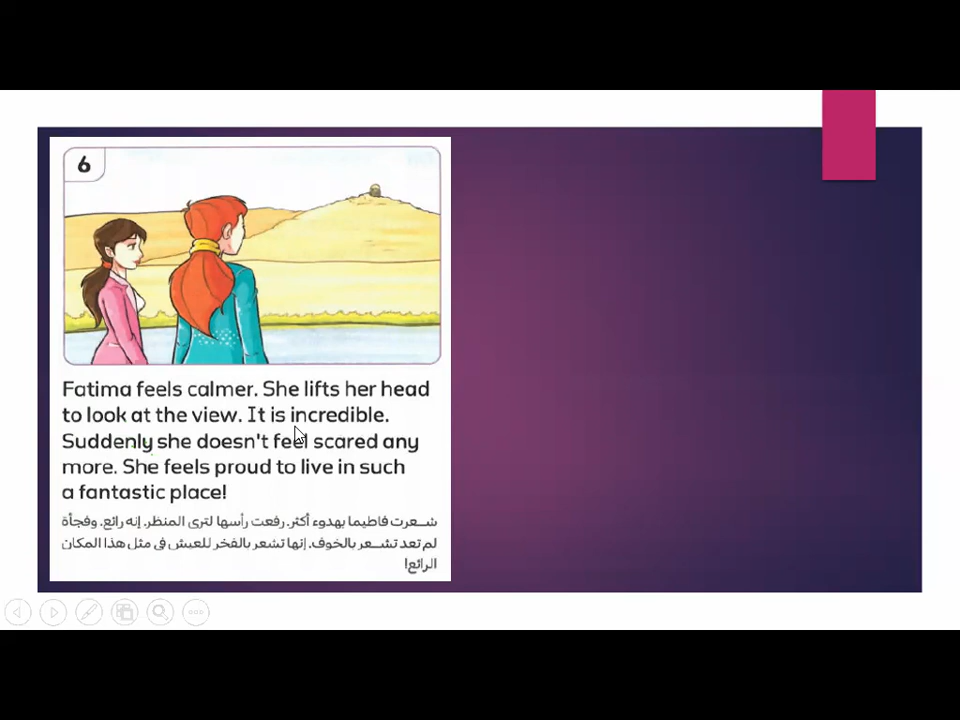 6
Fatima feels calmer. She lifts her head
to look at the view. It is incredible.
Suddenly she doesn't feel scared any
more. She feels proud to live in such
a fantastic place!
شعرت فاطيما بهدوء أكثر. رفعت رأسها لترى المنظر. إنه رائع. وفجأة
لم تعد تشعر بالخوف. إنها تشعر بالفخر للعيش في مثل هذا المكان
الرائع!